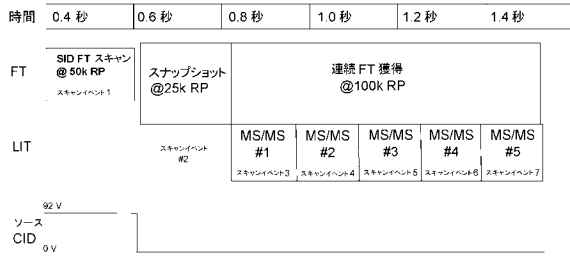 時間 0.4 秒 0.6 秒 0.8 秒 1.0 秒 1.2 秒 1.4 秒
FT
SID FT スキャン
@ 50k RP
スキャンイベント 1
スナップショット
@25k RP
連続 FT 獲得
@100k RP
LIT
スキャンイベント
#2
MS/MS
#1
スキャンイベント3
MS/MS
#2
スキャンイベント 4
MS/MS
#3
スキャンイベント 5
MS/MS
#4
スキャンイベント6
MS/MS
#5
スキャンイベント 7
92 V
ソース
CID
0 V